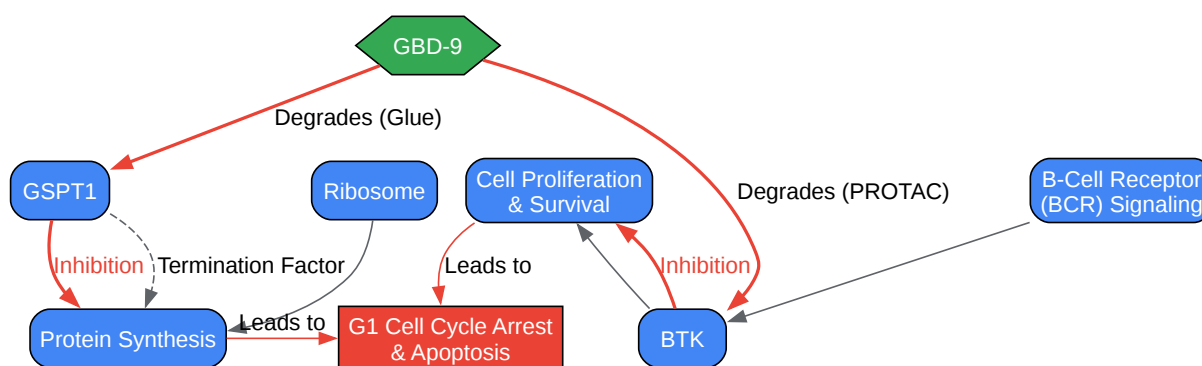 GBD-9
Degrades (Glue)
GSPT1
Ribosome
Cell Proliferation
& Survival
Degrades (PROTAC)
B-Cell Receptor
(BCR) Signaling
Inhibition
Termination Factor
Leads to
Inhibition
Protein Synthesis
Leads to
G1 Cell Cycle Arrest
& Apoptosis
BTK